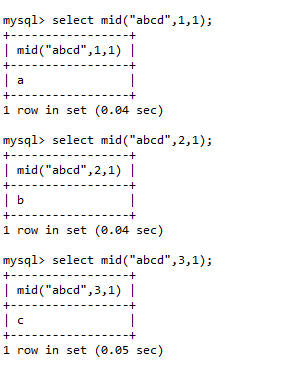 mysql> select mid("abcd",1,1);
+-----------------+
| mid("abcd",1,1) |
+-----------------+
| a               |
+-----------------+
1 row in set (0.04 sec)

mysql> select mid("abcd",2,1);
+-----------------+
| mid("abcd",2,1) |
+-----------------+
| b               |
+-----------------+
1 row in set (0.04 sec)

mysql> select mid("abcd",3,1);
+-----------------+
| mid("abcd",3,1) |
+-----------------+
| c               |
+-----------------+
1 row in set (0.05 sec)